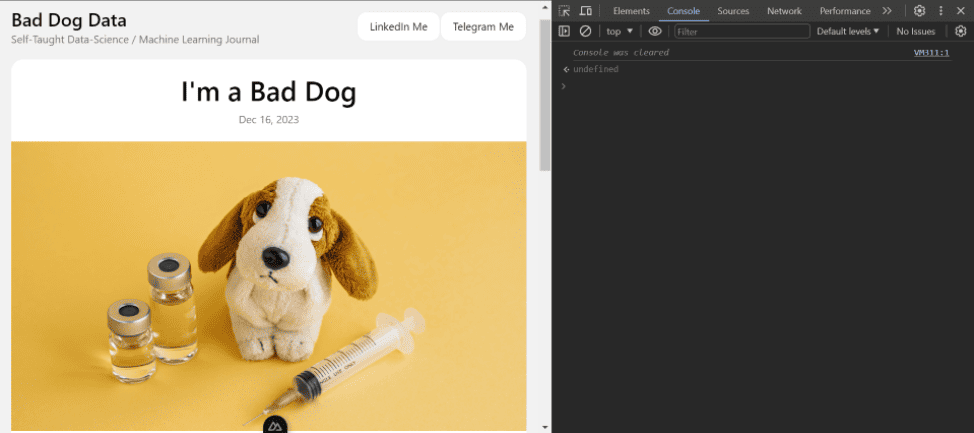 Bad Dog Data
Self-Taught Data-Science / Machine Learning Journal
LinkedIn Me
Telegram Me
I'm a Bad Dog
Dec 16, 2023
Elements Console Sources Network Performance
top Filter Default levels No Issues
Console was cleared VM311:1
undefined